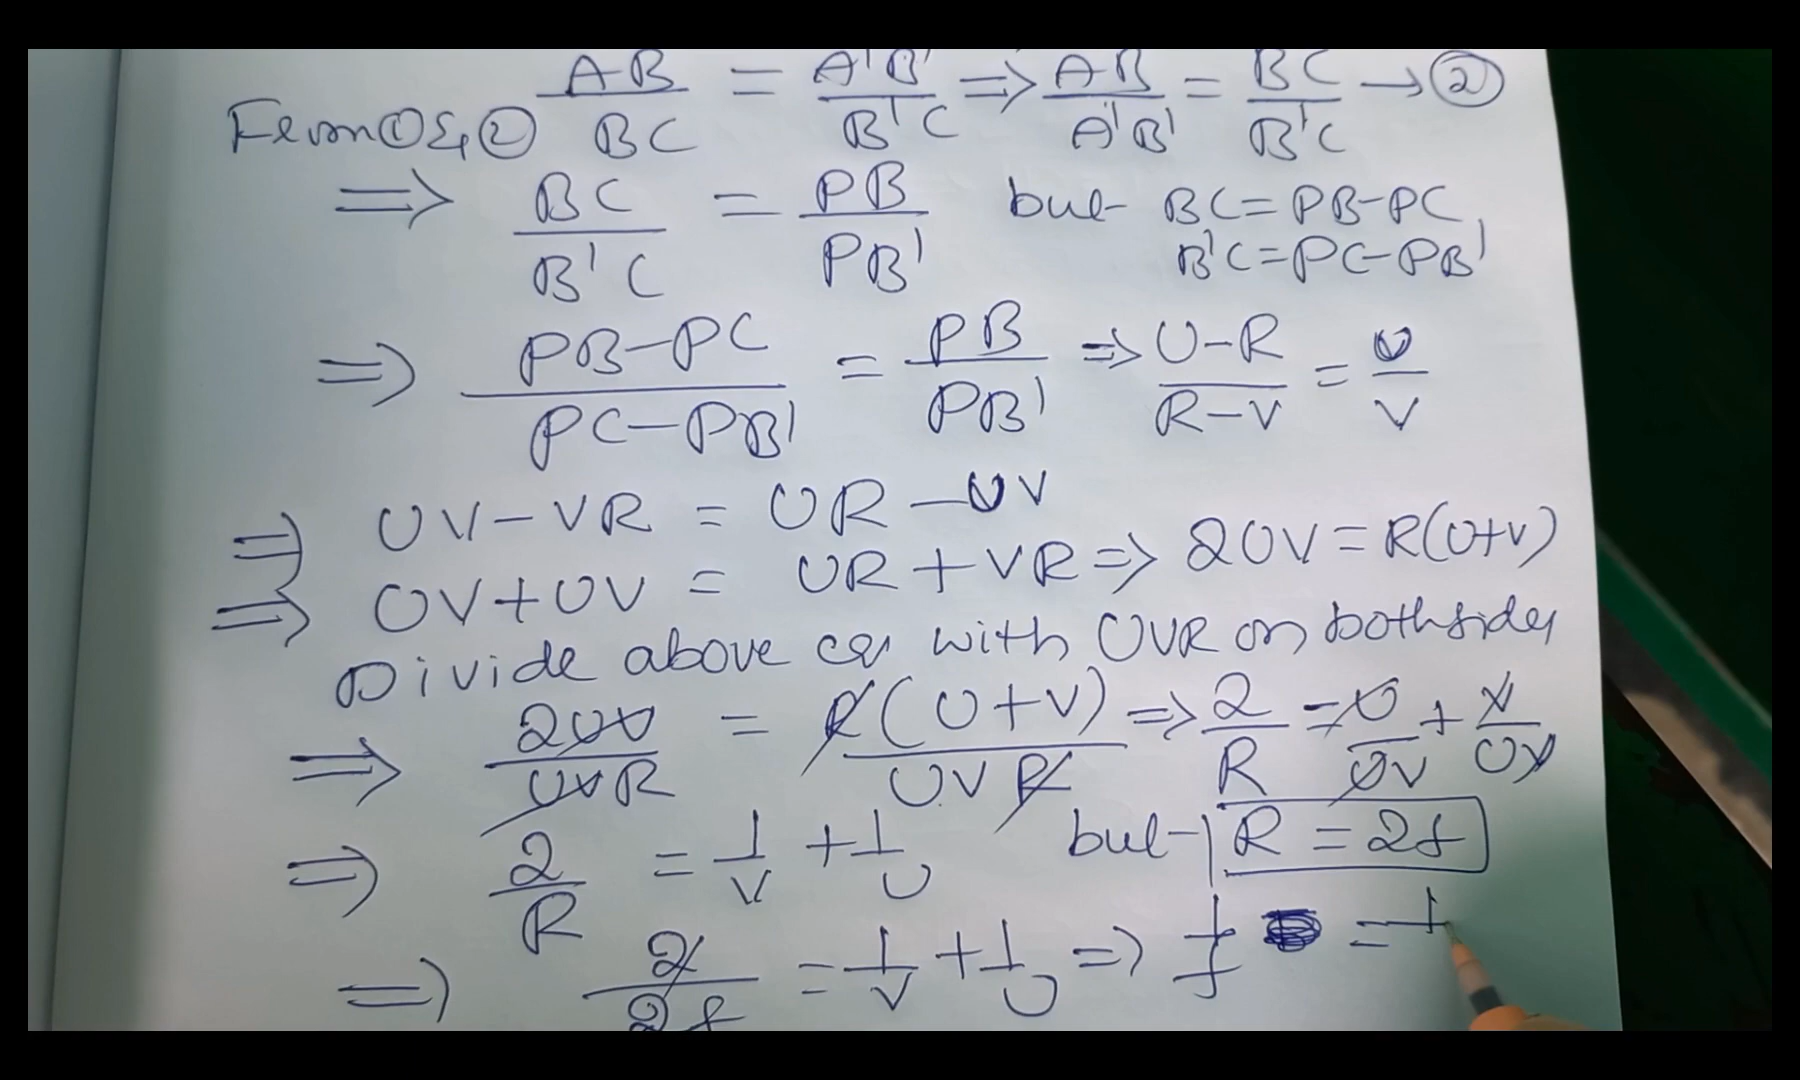 AB/BC = A'B'/B'C ⇒ AB/A'B' = BC/B'C → ②
From ① & ②
⇒ BC/B'C = PB/PB' but BC = PB-PC,
B'C = PC-PB'
⇒ PB-PC/PC-PB' = PB/PB' ⇒ U-R/R-V = U/V
⇒ UV-VR = UR-UV
⇒ UV+UV = UR+VR ⇒ 2UV = R(U+V)
Divide above eq with UVR on bothsides
⇒ 2UV/UVR = R(U+V)/UVR ⇒ 2/R = U/UV + V/UV
⇒ 2/R = 1/V + 1/U but R = 2f
⇒ 2/2f = 1/V + 1/U ⇒ 1/f = 1